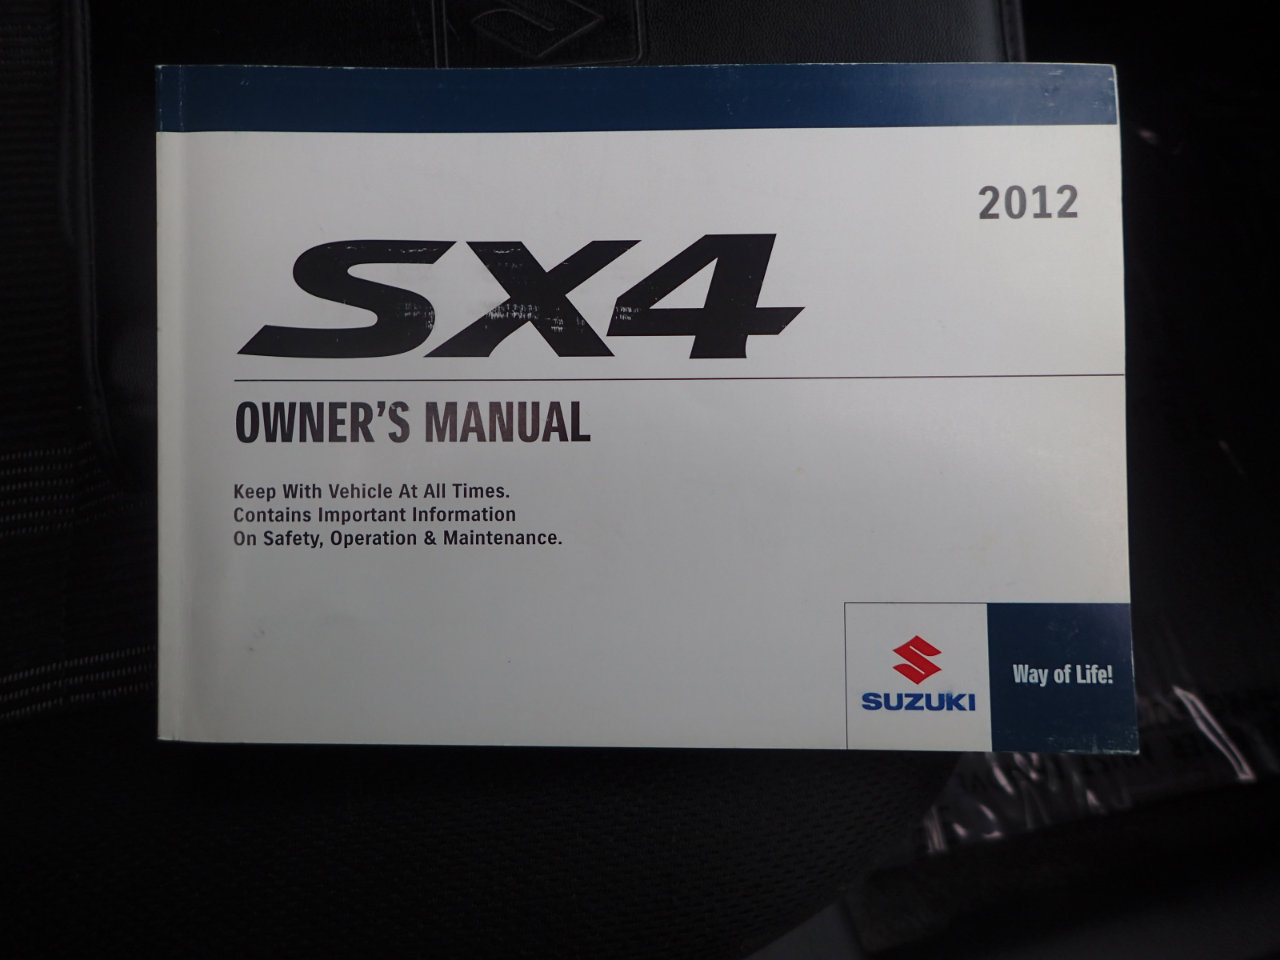 2012
SX4
OWNER'S MANUAL
Keep With Vehicle At All Times.
Contains Important Information
On Safety, Operation & Maintenance.
SUZUKI
Way of Life!